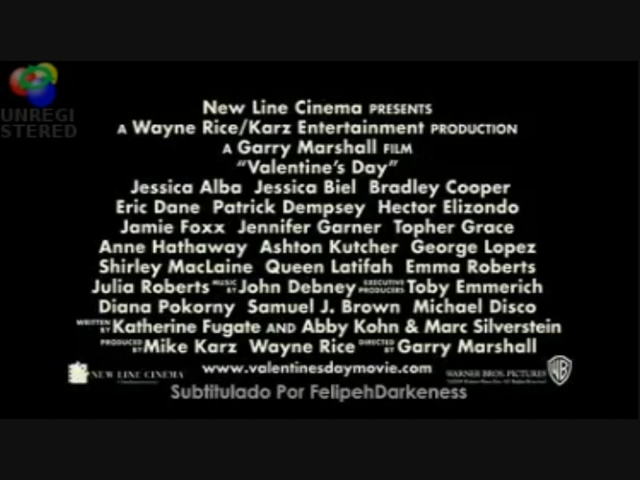 UNREGI
STERED
New Line Cinema PRESENTS
A Wayne Rice/Karz Entertainment PRODUCTION
A Garry Marshall FILM
“Valentine’s Day”
Jessica Alba Jessica Biel Bradley Cooper
Eric Dane Patrick Dempsey Hector Elizondo
Jamie Foxx Jennifer Garner Topher Grace
Anne Hathaway Ashton Kutcher George Lopez
Shirley MacLaine Queen Latifah Emma Roberts
Julia Roberts MUSIC BY John Debney EXECUTIVE PRODUCERS Toby Emmerich
Diana Pokorny Samuel J. Brown Michael Disco
WRITTEN BY Katherine Fugate AND Abby Kohn & Marc Silverstein
PRODUCED BY Mike Karz Wayne Rice DIRECTED BY Garry Marshall
NEW LINE CINEMA www.valentinesdaymovie.com WARNER BROS. PICTURES WB
Subtitulado Por FelipehDarkeness